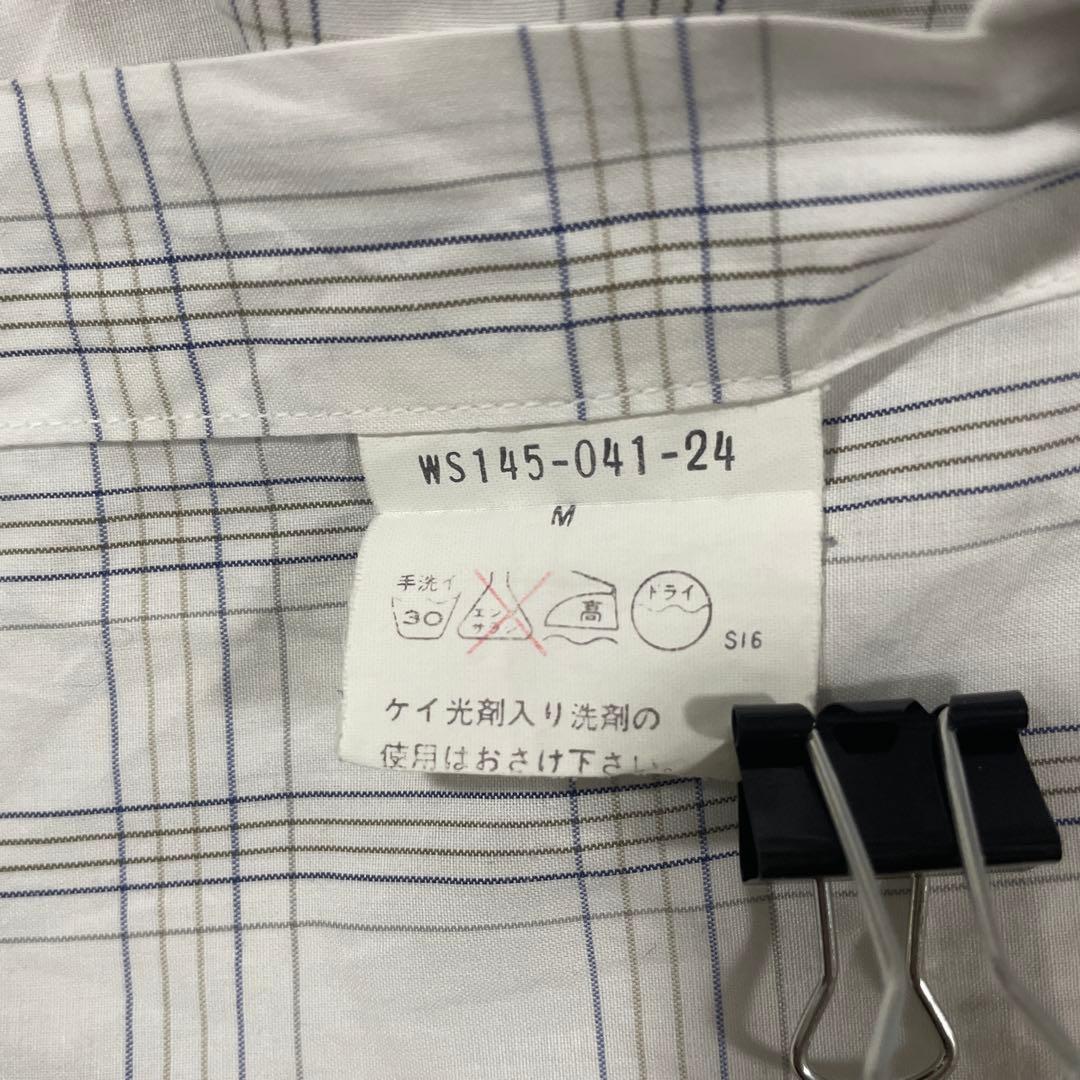 WS145-041-24
M
手洗イ
30
エン
サラシ
高
ドライ
S16
ケイ光剤入り洗剤の
使用はおさけ下さい。